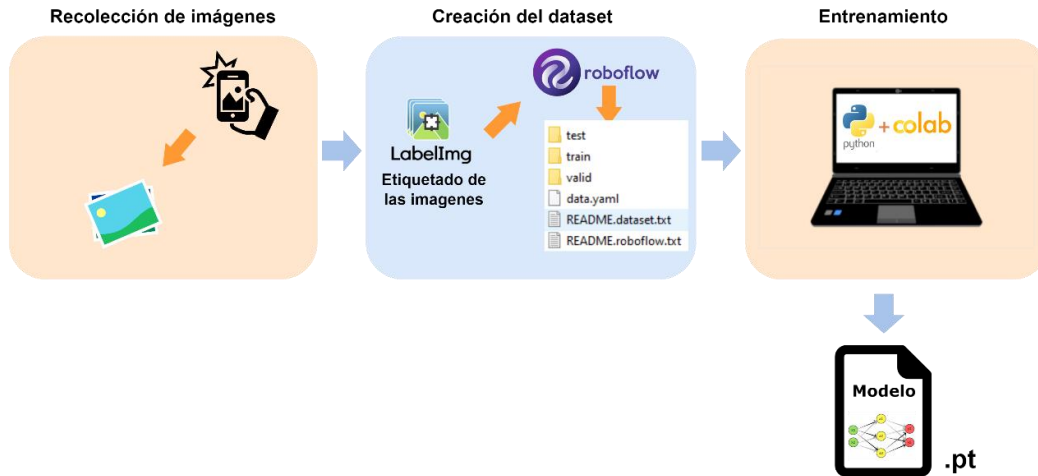 Recolección de imágenes
Creación del dataset
Entrenamiento
roboflow
LabelImg
Etiquetado de
las imagenes
test
train
valid
data.yaml
README.dataset.txt
README.roboflow.txt
python
+ colab
Modelo
.pt